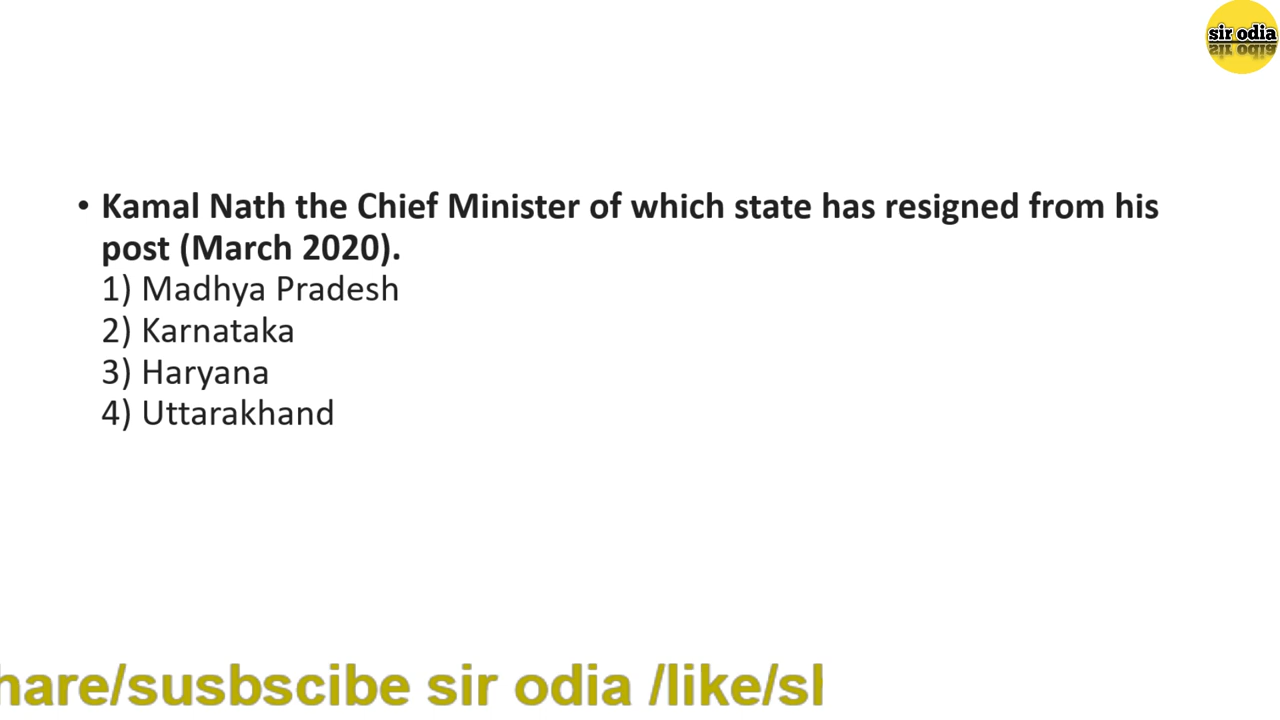 sir odia
• Kamal Nath the Chief Minister of which state has resigned from his
post (March 2020).
1) Madhya Pradesh
2) Karnataka
3) Haryana
4) Uttarakhand
hare/susbscibe sir odia /like/sh